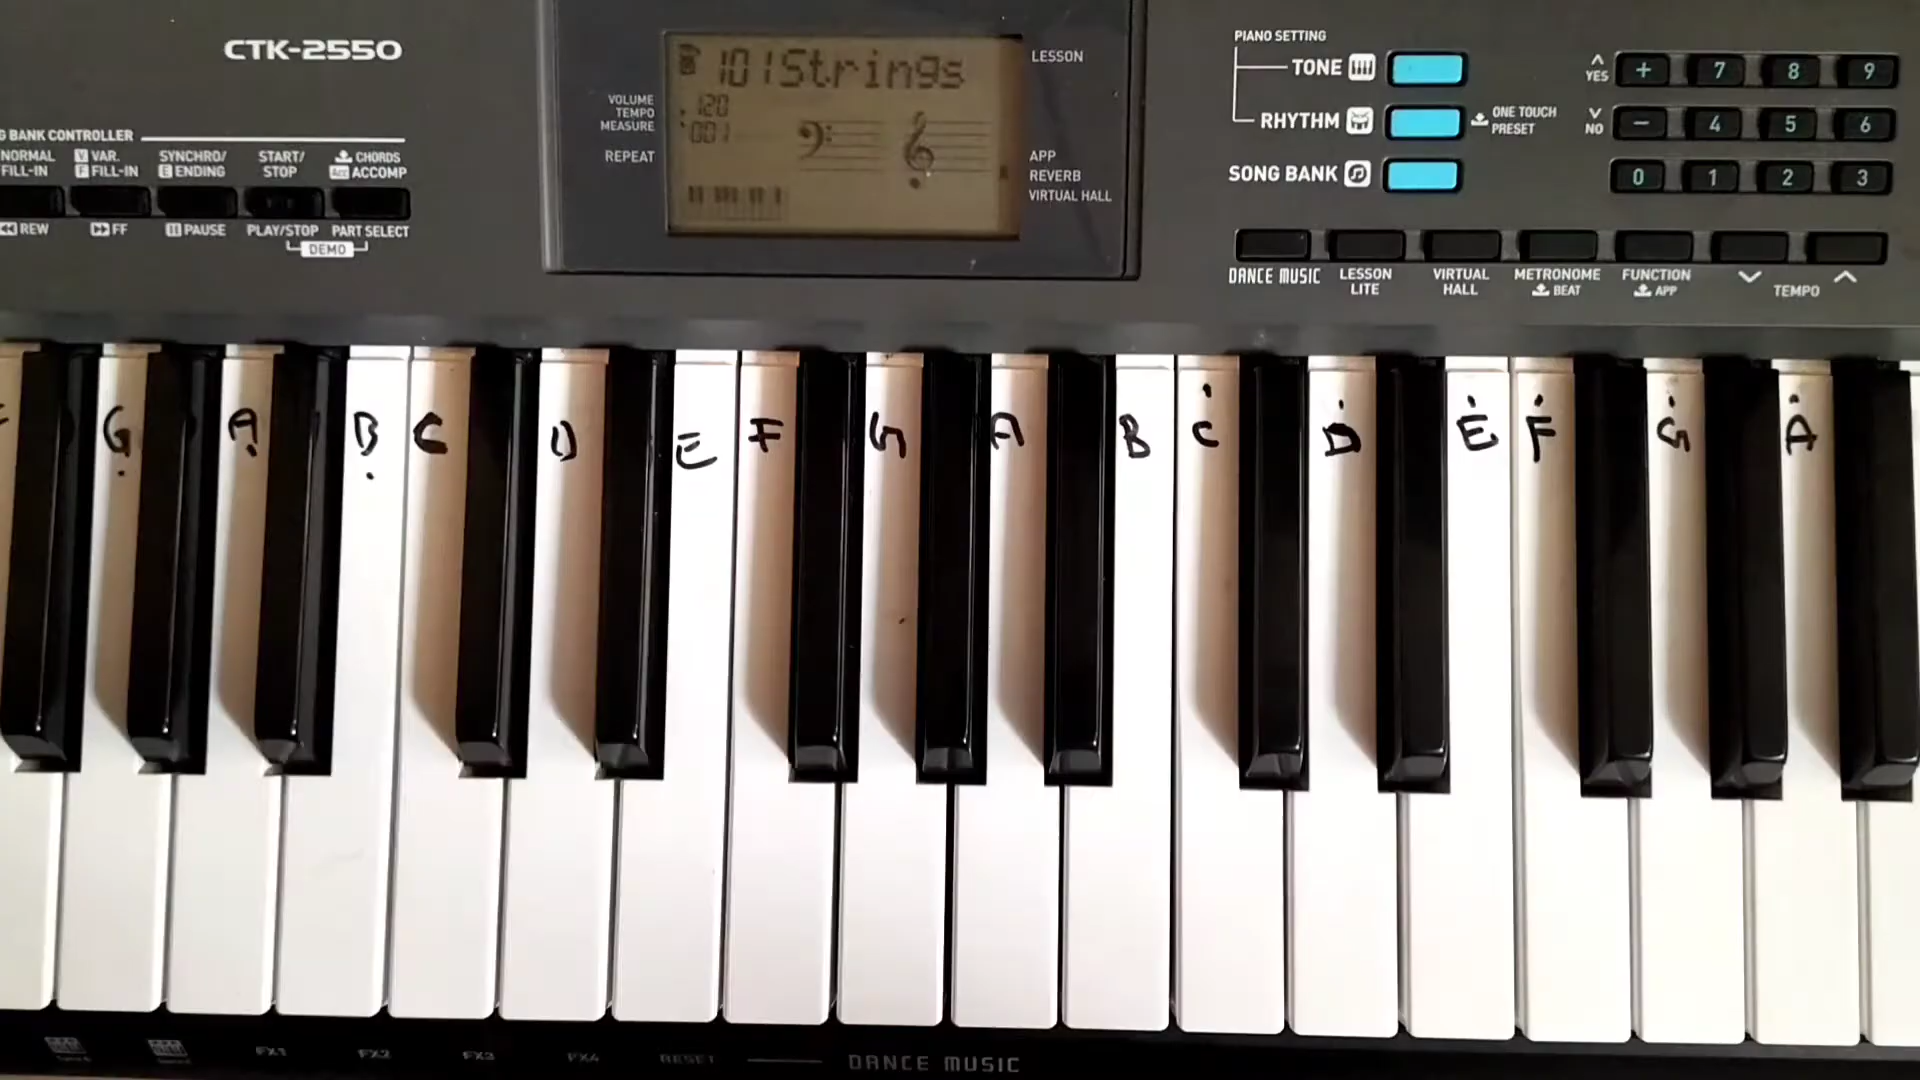 CTK-2550
101Strings
LESSON
VOLUME
TEMPO
MEASURE
120
001
REPEAT
APP
REVERB
VIRTUAL HALL
PIANO SETTING
TONE
RHYTHM
ONE TOUCH
PRESET
SONG BANK
YES
NO
+ 7 8 9
- 4 5 6
0 1 2 3
G BANK CONTROLLER
NORMAL
FILL-IN
V VAR.
F FILL-IN
SYNCHRO/
E ENDING
START/
STOP
CHORDS
Acc ACCOMP
REW
FF
PAUSE
PLAY/STOP
PART SELECT
DEMO
DANCE MUSIC
LESSON
LITE
VIRTUAL
HALL
METRONOME
BEAT
FUNCTION
APP
TEMPO
G A B C D E F G A B C D E F G A
FX1 FX2 FX3 FX4 RESET DANCE MUSIC